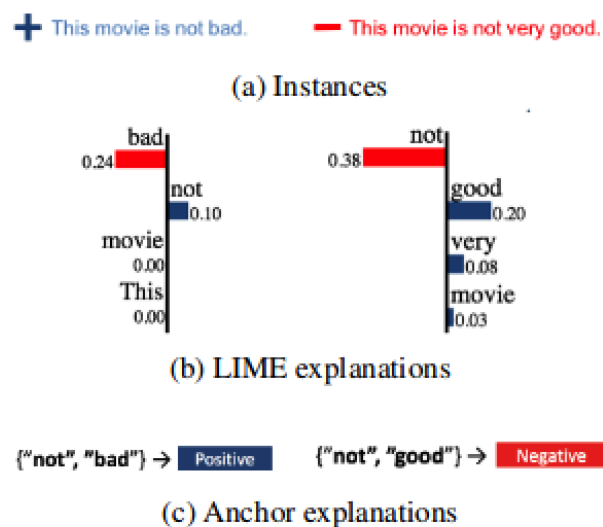 + This movie is not bad. − This movie is not very good.
(a) Instances
bad not
0.24 0.38
not good
0.10 0.20
movie very
0.00 0.08
This movie
0.00 0.03
(b) LIME explanations
{"not", "bad"} → Positive {"not", "good"} → Negative
(c) Anchor explanations